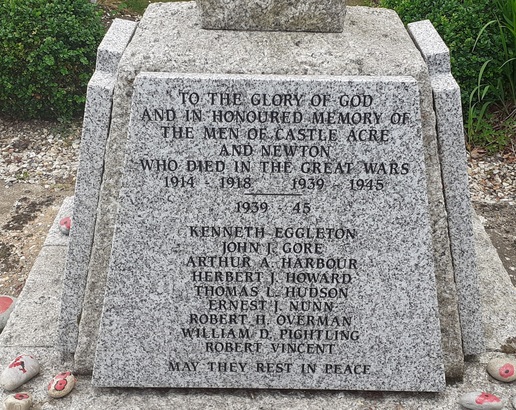 TO THE GLORY OF GOD
AND IN HONOURED MEMORY OF
THE MEN OF CASTLE ACRE
AND NEWTON
WHO DIED IN THE GREAT WARS
1914 - 1918 1939 - 1945
1939 - 45
KENNETH EGGLETON
JOHN J. GORE
ARTHUR A. HARBOUR
HERBERT J. HOWARD
THOMAS L. HUDSON
ERNEST J. NUNN
ROBERT H. OVERMAN
WILLIAM D. PIGHTLING
ROBERT VINCENT
MAY THEY REST IN PEACE